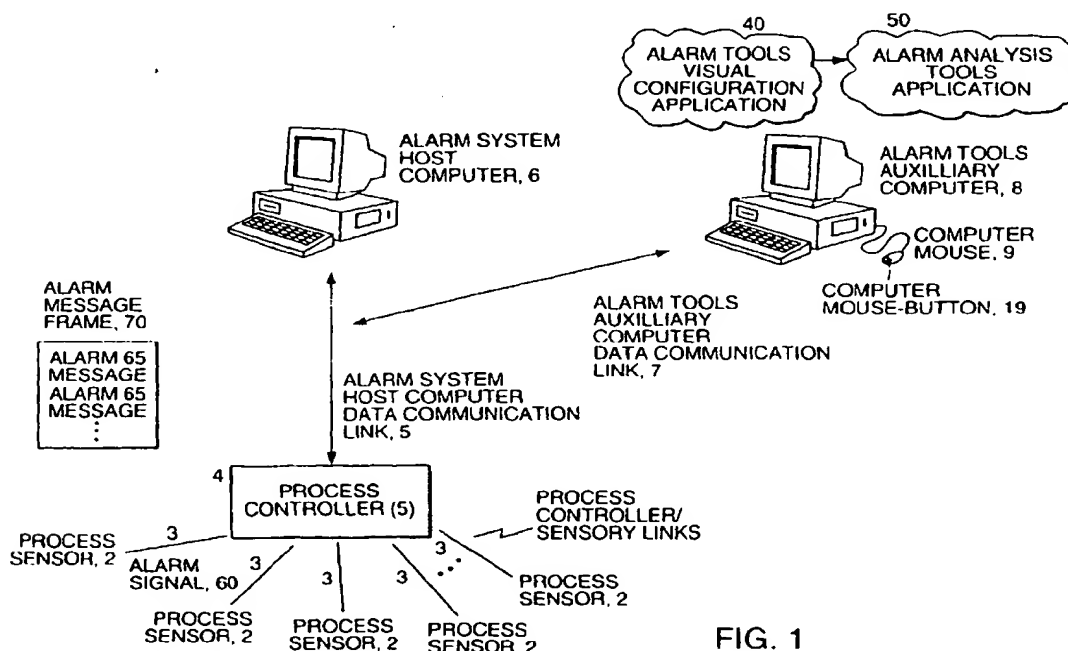 40
50
ALARM TOOLS
VISUAL
CONFIGURATION
APPLICATION
ALARM ANALYSIS
TOOLS
APPLICATION
ALARM SYSTEM
HOST
COMPUTER, 6
ALARM TOOLS
AUXILLIARY
COMPUTER, 8
COMPUTER
MOUSE, 9
COMPUTER
MOUSE-BUTTON, 19
ALARM
MESSAGE
FRAME, 70
ALARM 65
MESSAGE
ALARM 65
MESSAGE
ALARM TOOLS
AUXILLIARY
COMPUTER
DATA COMMUNICATION
LINK, 7
ALARM SYSTEM
HOST COMPUTER
DATA COMMUNICATION
LINK, 5
4
PROCESS
CONTROLLER (5)
PROCESS
CONTROLLER/
SENSORY LINKS
3
PROCESS
SENSOR, 2
ALARM
SIGNAL, 60
3
3
3
3
PROCESS
SENSOR, 2
PROCESS
SENSOR, 2
PROCESS
SENSOR, 2
PROCESS
SENSOR, 2
FIG. 1